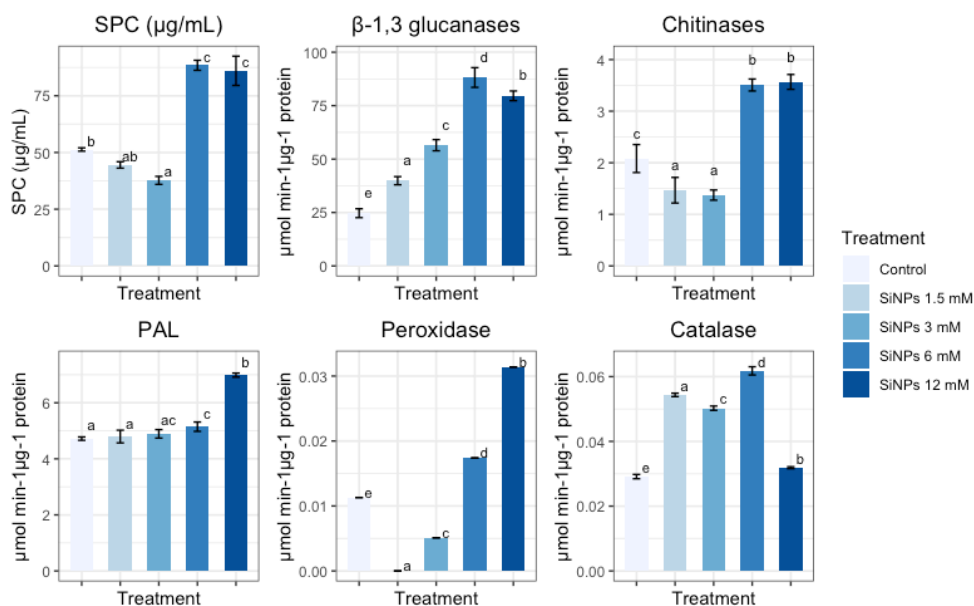 SPC (µg/mL)
β-1,3 glucanases
Chitinases
SPC (µg/mL)
75
50
25
0
b
ab
a
c
c
Treatment
µmol min-1µg-1 protein
100
75
50
25
0
e
a
c
d
b
Treatment
µmol min-1µg-1 protein
4
3
2
1
0
c
a
a
b
b
Treatment
PAL
Peroxidase
Catalase
µmol min-1µg-1 protein
6
4
2
0
a
a
ac
c
b
Treatment
µmol min-1µg-1 protein
0.03
0.02
0.01
0.00
e
a
c
d
b
Treatment
µmol min-1µg-1 protein
0.06
0.04
0.02
0.00
e
a
c
d
b
Treatment
Treatment
Control
SiNPs 1.5 mM
SiNPs 3 mM
SiNPs 6 mM
SiNPs 12 mM